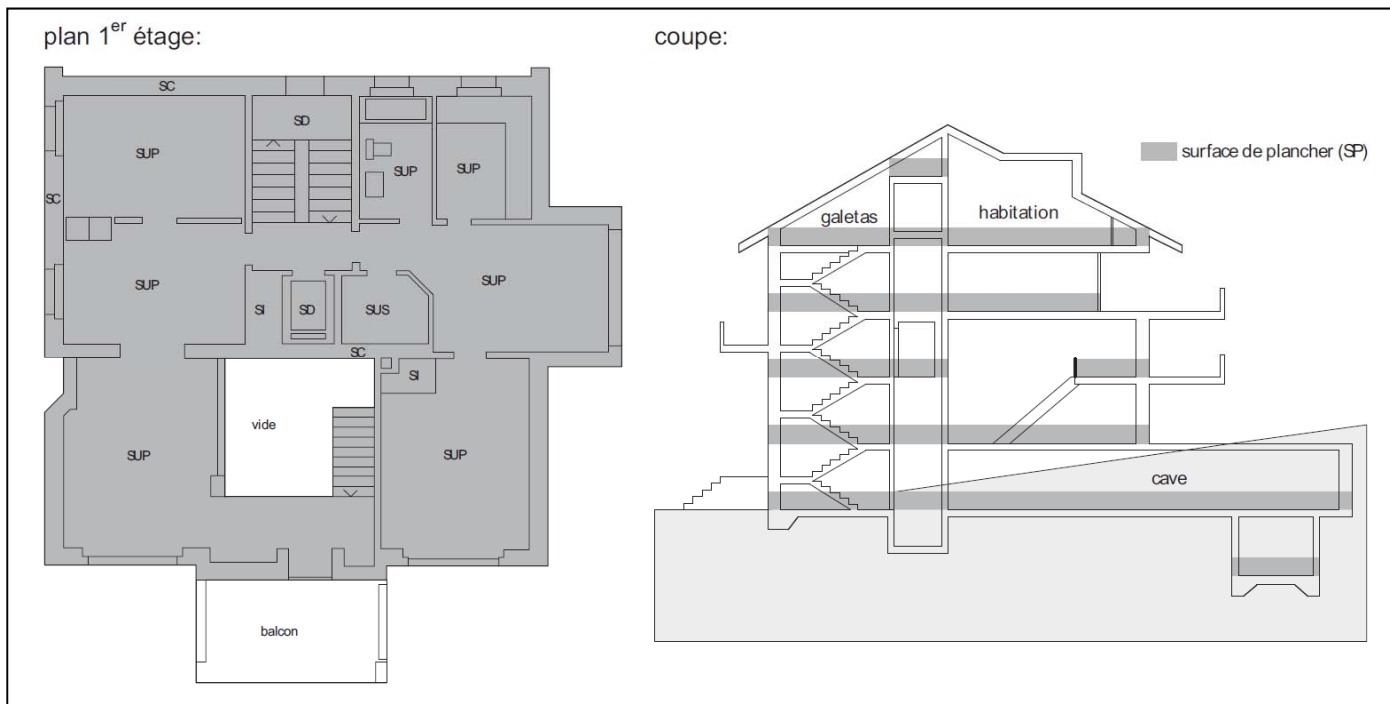 plan 1er étage:
SC
SD
SUP
SUP
SUP
SC
SUP
SUP
SI
SD
SUS
SC
SI
vide
SUP
SUP
balcon
coupe:
surface de plancher (SP)
galetas
habitation
cave